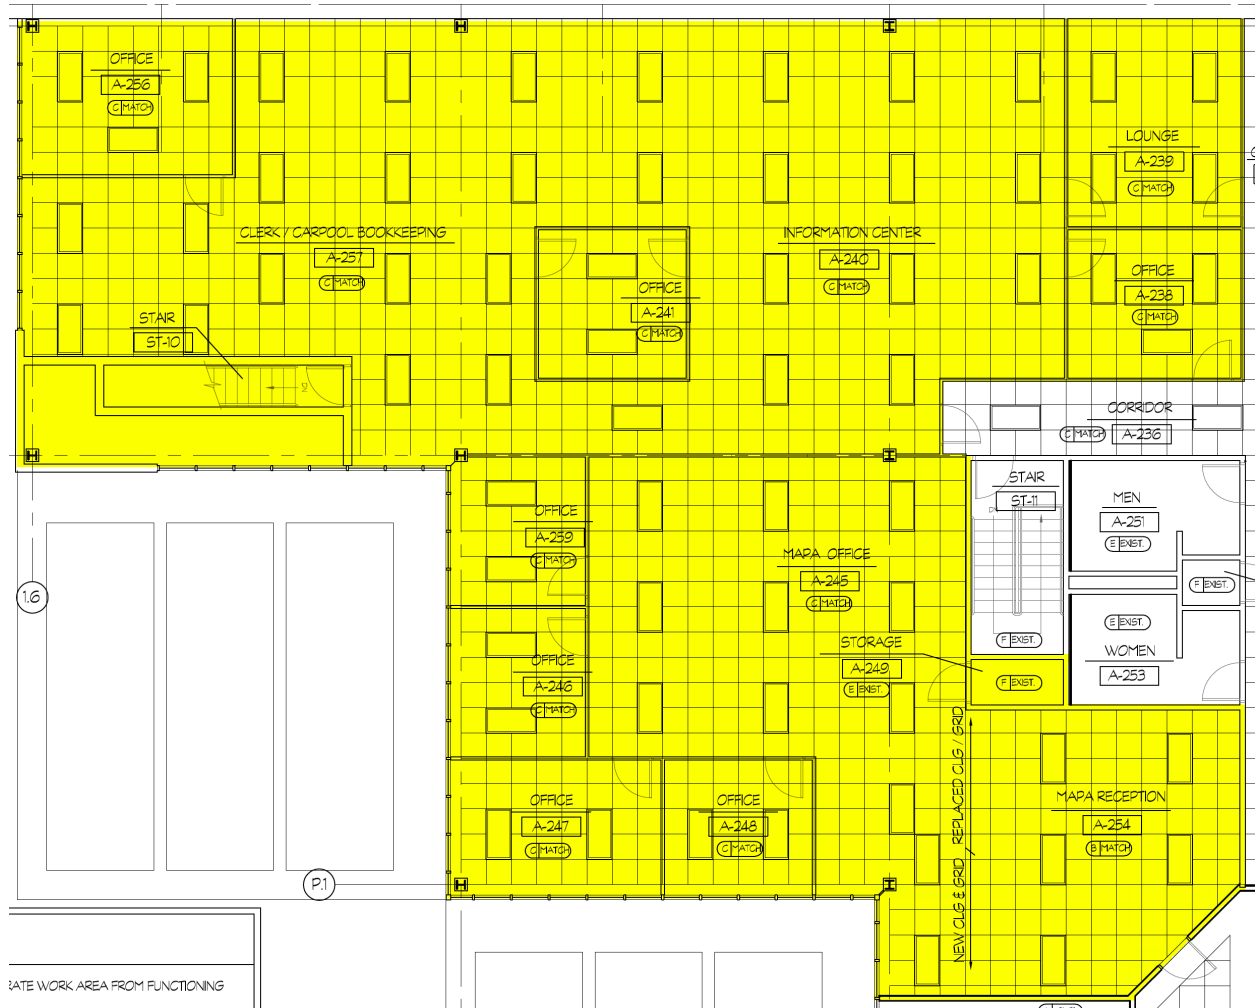 OFFICE
A-256
C MATCH
LOUNGE
A-239
C MATCH
CLERK / CARPOOL BOOKKEEPING
A-257
C MATCH
INFORMATION CENTER
A-240
C MATCH
OFFICE
A-241
C MATCH
OFFICE
A-238
C MATCH
STAIR
ST-10
DN
CORRIDOR
C MATCH
A-236
STAIR
ST-11
DN
F EXIST.
MEN
A-251
E EXIST.
F EXIST.
OFFICE
A-259
C MATCH
MAPA OFFICE
A-245
C MATCH
E EXIST.
WOMEN
A-253
STORAGE
A-249
E EXIST.
F EXIST.
OFFICE
A-246
C MATCH
1.6
OFFICE
A-247
C MATCH
OFFICE
A-248
C MATCH
NEW CLG & GRID
REPLACED CLG / GRID
MAPA RECEPTION
A-254
B MATCH
P.1
RATE WORK AREA FROM FUNCTIONING